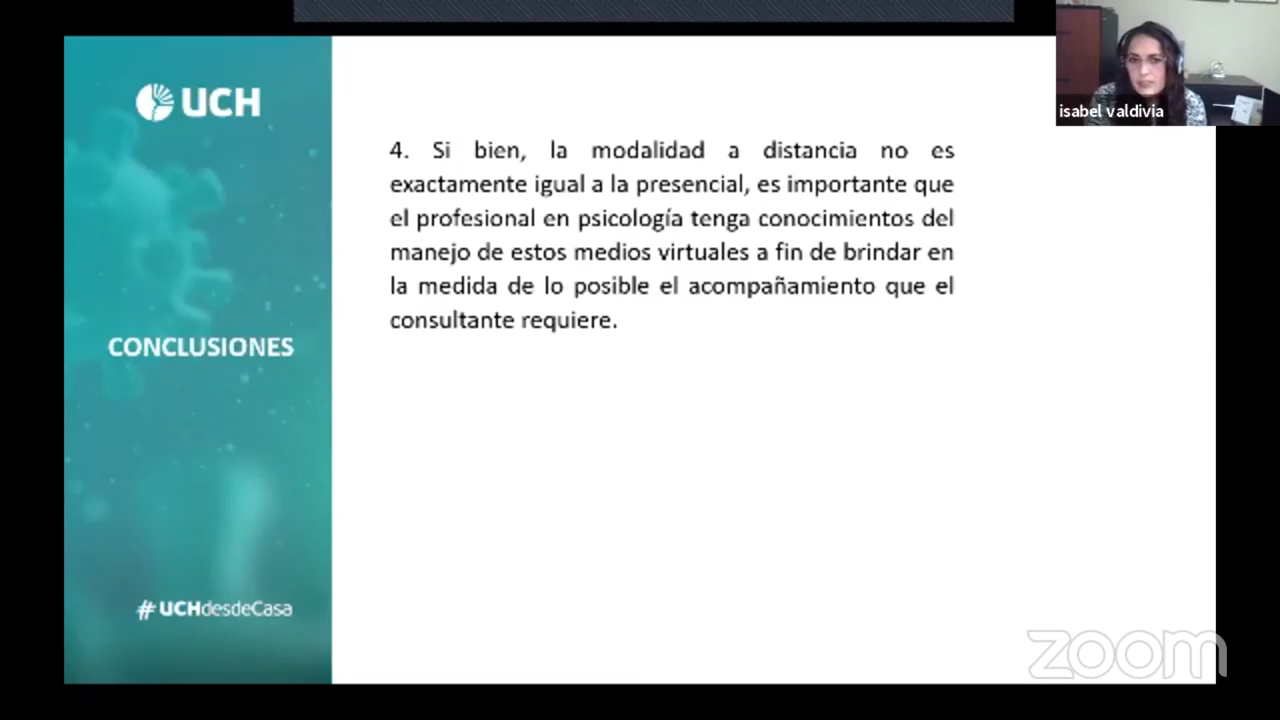 UCH
isabel valdivia
4. Si bien, la modalidad a distancia no es
exactamente igual a la presencial, es importante que
el profesional en psicología tenga conocimientos del
manejo de estos medios virtuales a fin de brindar en
la medida de lo posible el acompañamiento que el
consultante requiere.
CONCLUSIONES
#UCHdesdeCasa
zoom